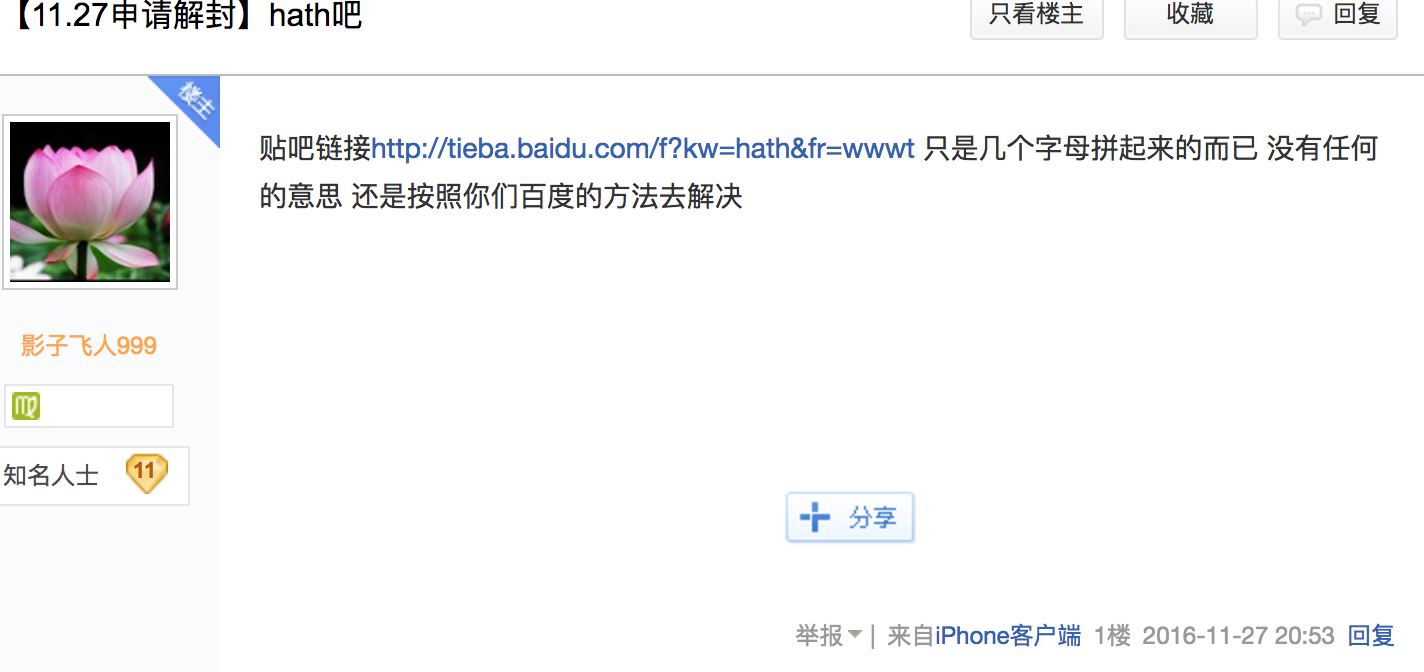 【11.27申请解封】hath吧
只看楼主
收藏
回复
楼主
贴吧链接http://tieba.baidu.com/f?kw=hath&fr=wwwt 只是几个字母拼起来的而已 没有任何
的意思 还是按照你们百度的方法去解决
影子飞人999
知名人士
11
分享
举报 | 来自iPhone客户端 1楼 2016-11-27 20:53 回复